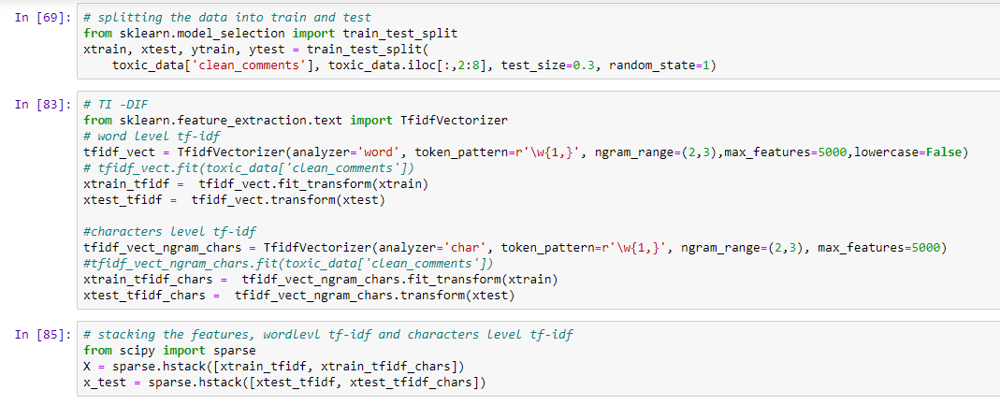 In [69]: # splitting the data into train and test
from sklearn.model_selection import train_test_split
xtrain, xtest, ytrain, ytest = train_test_split(
    toxic_data['clean_comments'], toxic_data.iloc[:,2:8], test_size=0.3, random_state=1)
In [83]: # TI -DIF
from sklearn.feature_extraction.text import TfidfVectorizer
# word level tf-idf
tfidf_vect = TfidfVectorizer(analyzer='word', token_pattern=r'\w{1,}', ngram_range=(2,3),max_features=5000,lowercase=False)
# tfidf_vect.fit(toxic_data['clean_comments'])
xtrain_tfidf =  tfidf_vect.fit_transform(xtrain)
xtest_tfidf =  tfidf_vect.transform(xtest)
#characters level tf-idf
tfidf_vect_ngram_chars = TfidfVectorizer(analyzer='char', token_pattern=r'\w{1,}', ngram_range=(2,3), max_features=5000)
#tfidf_vect_ngram_chars.fit(toxic_data['clean_comments'])
xtrain_tfidf_chars =  tfidf_vect_ngram_chars.fit_transform(xtrain)
xtest_tfidf_chars =  tfidf_vect_ngram_chars.transform(xtest)
In [85]: # stacking the features, wordlevl tf-idf and characters level tf-idf
from scipy import sparse
X = sparse.hstack([xtrain_tfidf, xtrain_tfidf_chars])
x_test = sparse.hstack([xtest_tfidf, xtest_tfidf_chars])